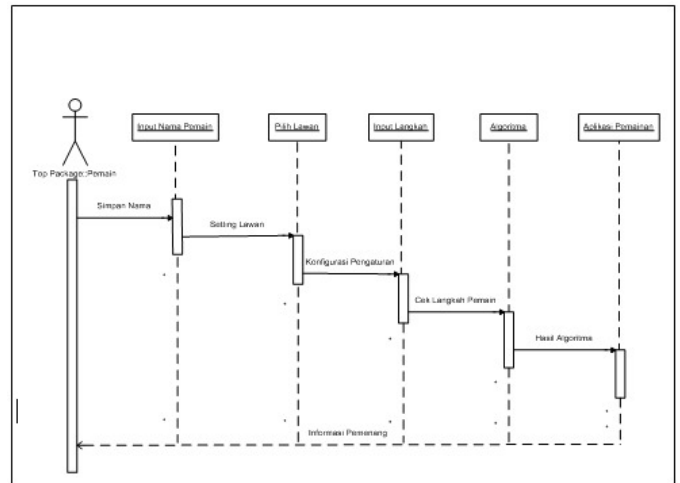 Input Nama Pemain
Pilih Lawan
Input Langkah
Algoritma
Aplikasi Pemainan
Top Package::Pemain
Simpan Nama
Setting Lawan
Konfigurasi Pengaturan
Cek Langkah Pemain
Hasil Algoritma
Informasi Pemenang